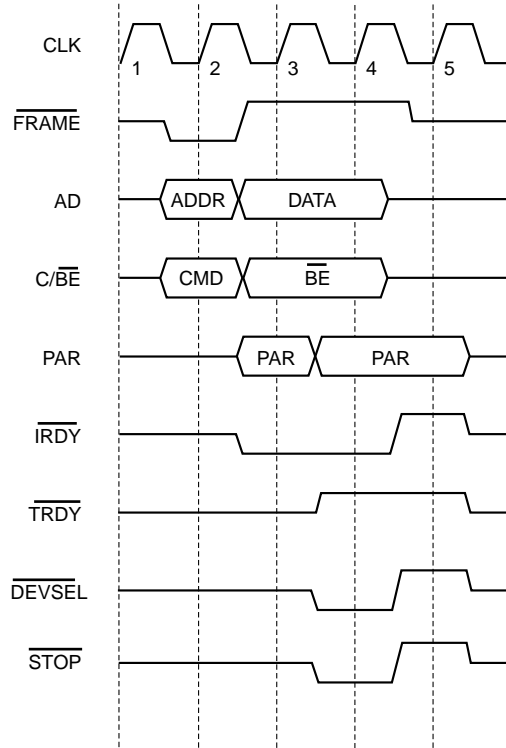 CLK
1 2 3 4 5
FRAME
AD ADDR DATA
C/BE CMD BE
PAR PAR PAR
IRDY
TRDY
DEVSEL
STOP